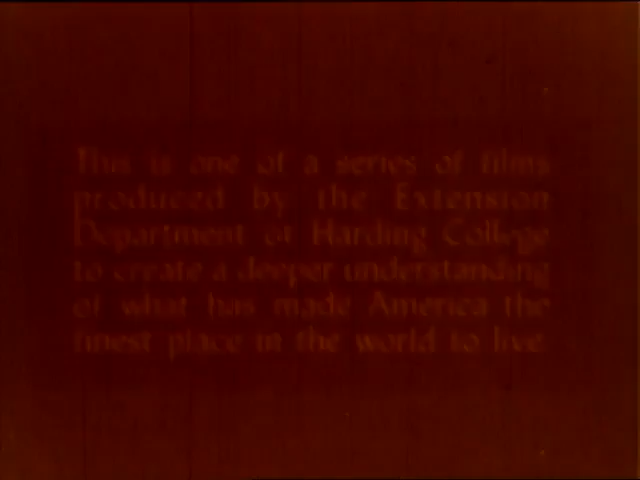 This is one of a series of films
produced by the Extension
Department of Harding College
to create a deeper understanding
of what has made America the
finest place in the world to live